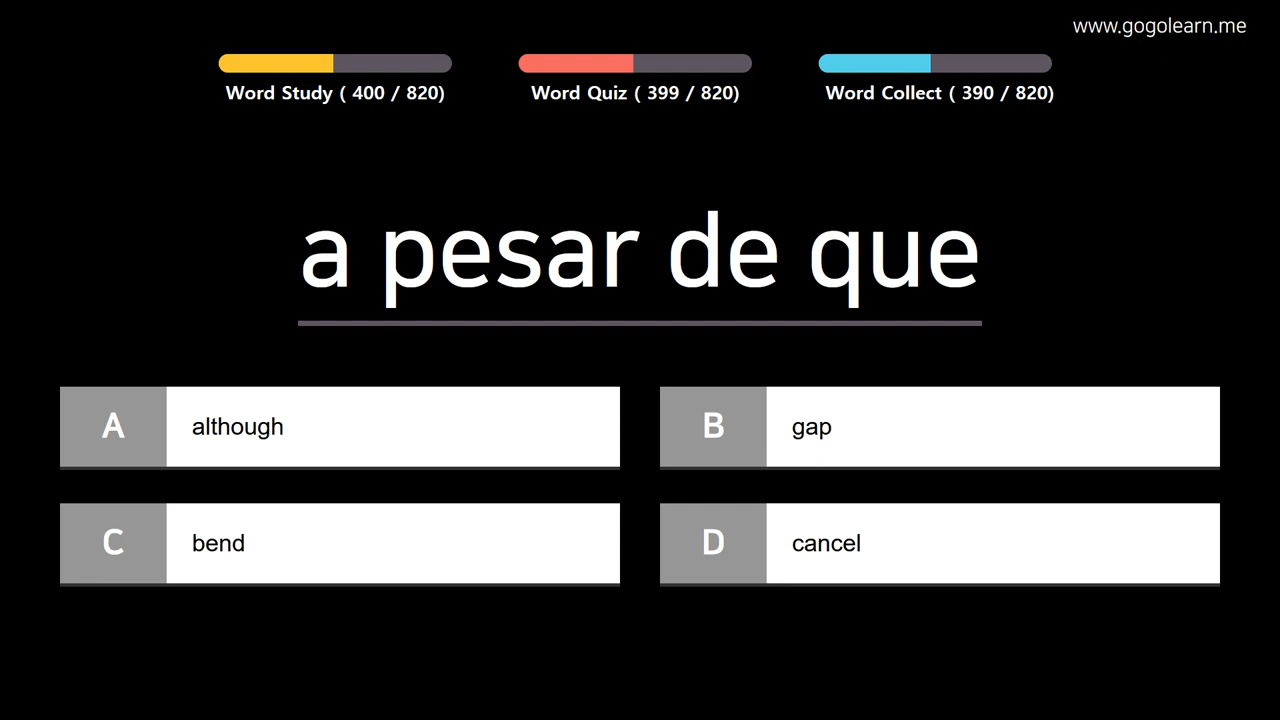 www.gogolearn.me
Word Study ( 400 / 820)
Word Quiz ( 399 / 820)
Word Collect ( 390 / 820)
a pesar de que
A although
B gap
C bend
D cancel